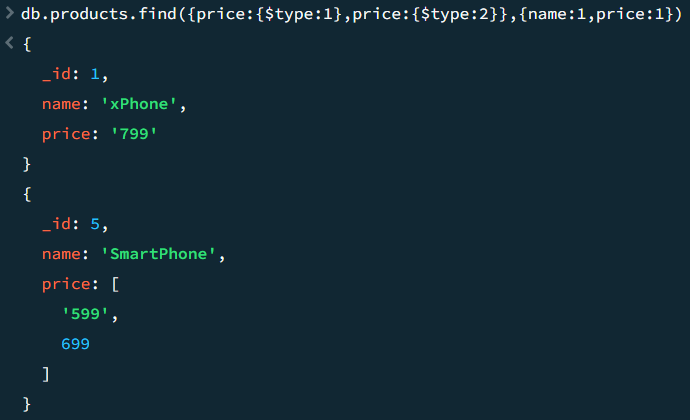 > db.products.find({price:{$type:1},price:{$type:2}},{name:1,price:1})
< {
_id: 1,
name: 'xPhone',
price: '799'
}
{
_id: 5,
name: 'SmartPhone',
price: [
'599',
699
]
}